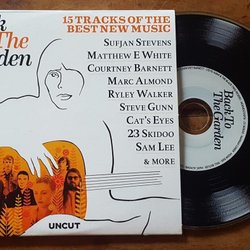 15 TRACKS OF THE
BEST NEW MUSIC
The
SUFJAN STEVENS
MATTHEW E WHITE
COURTNEY BARNETT
MARC ALMOND
RYLEY WALKER
STEVE GUNN
CAT'S EYES
23 SKIDOO
SAM LEE
& MORE
UNCUT
Back To
The Garden